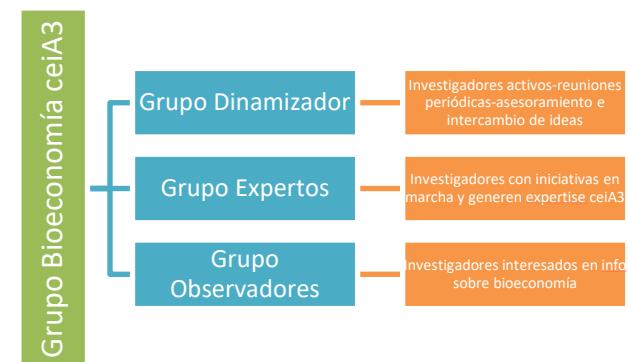 Grupo Bioeconomía ceiA3
Grupo Dinamizador
Investigadores activos-reuniones
periódicas-asesoramiento e
intercambio de ideas
Grupo Expertos
Investigadores con iniciativas en
marcha y generen expertise ceiA3
Grupo
Observadores
Investigadores interesados en info
sobre bioeconomía